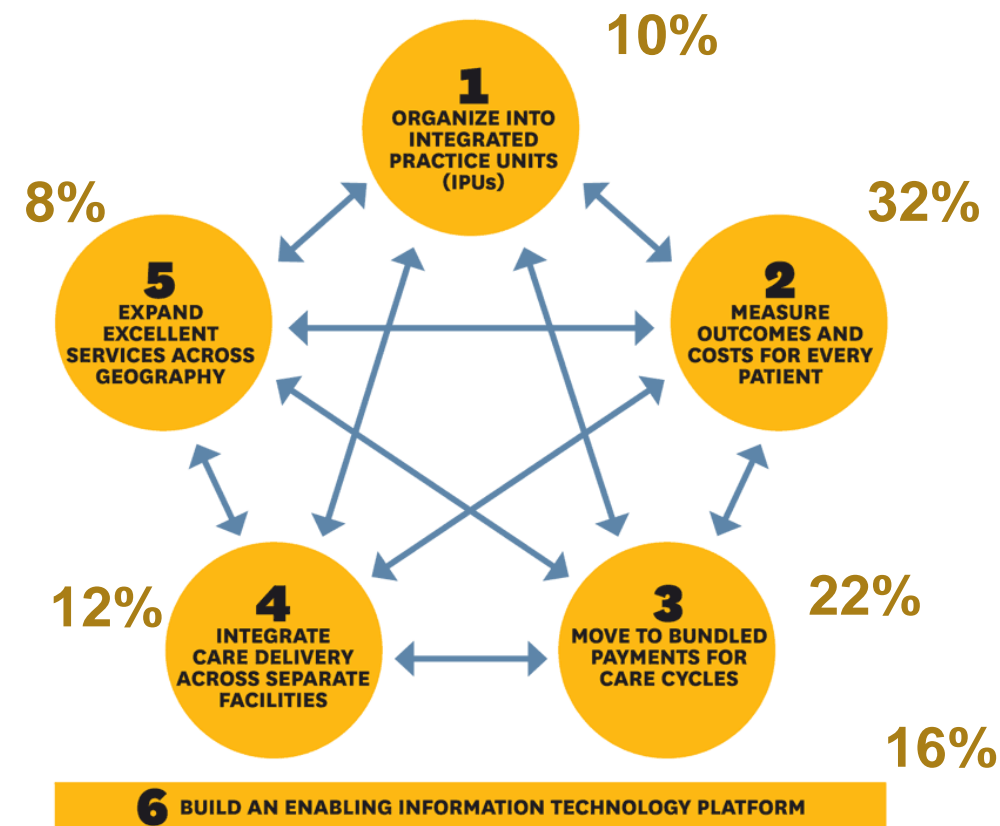 10%
1
ORGANIZE INTO
INTEGRATED
PRACTICE UNITS
(IPUs)
8%
32%
5
EXPAND
EXCELLENT
SERVICES ACROSS
GEOGRAPHY
2
MEASURE
OUTCOMES AND
COSTS FOR EVERY
PATIENT
12%
4
INTEGRATE
CARE DELIVERY
ACROSS SEPARATE
FACILITIES
3
MOVE TO BUNDLED
PAYMENTS FOR
CARE CYCLES
22%
16%
6 BUILD AN ENABLING INFORMATION TECHNOLOGY PLATFORM